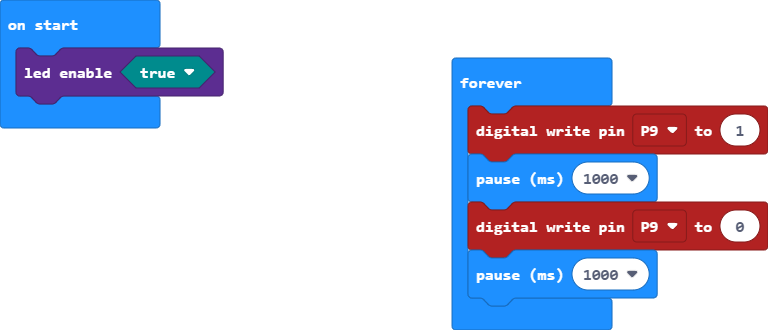 on start
led enable true
forever
digital write pin P9 to 1
pause (ms) 1000
digital write pin P9 to 0
pause (ms) 1000